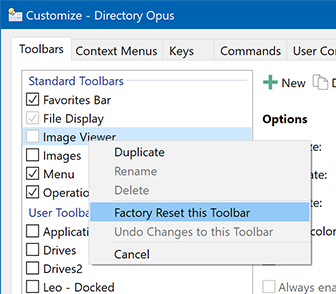 Customize - Directory Opus
Toolbars Context Menus Keys Commands User Co
Standard Toolbars
Favorites Bar
File Display
Image Viewer
Images
Menu
Operatio
User Toolba
Applicati
Drives
Drives2
Leo - Docked
New D
Options
Duplicate
Rename
Delete
Factory Reset this Toolbar
Undo Changes to this Toolbar
Cancel
te:
te:
r:
Always ena